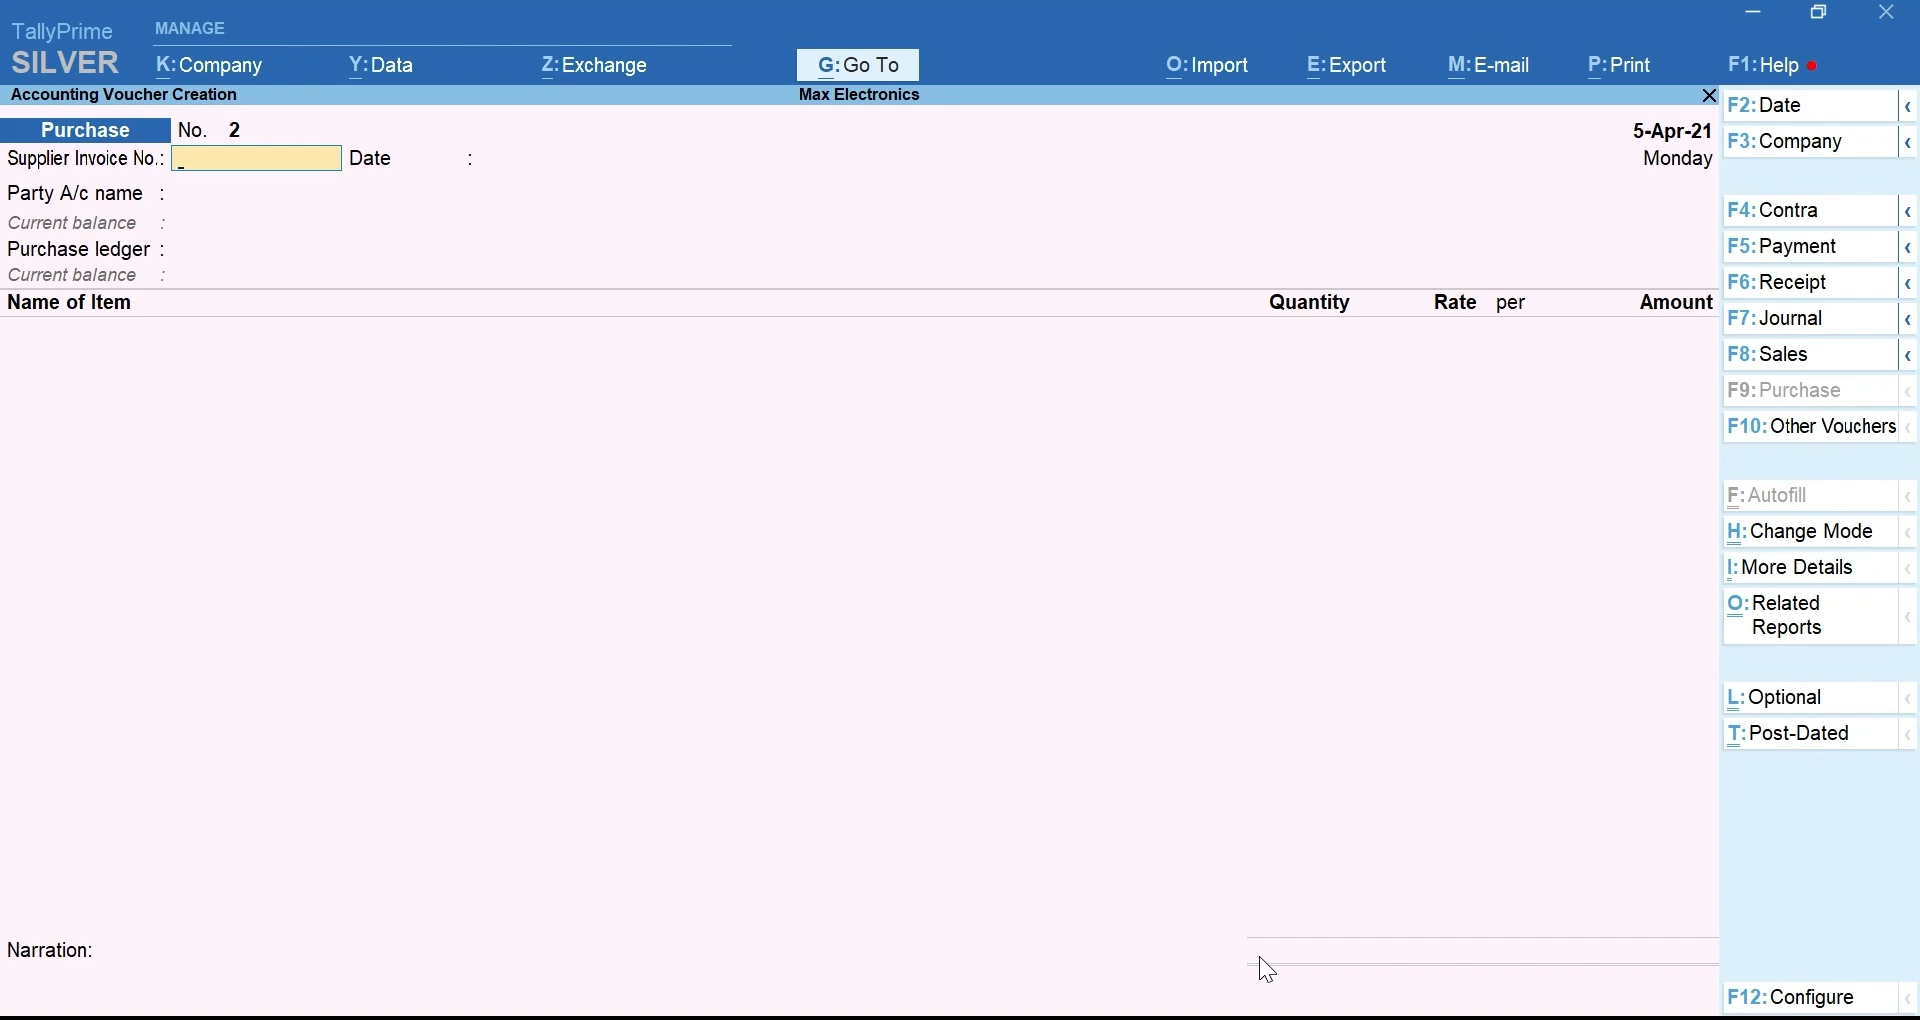 TallyPrime
SILVER
MANAGE
K:Company Y:Data Z:Exchange G:Go To O:Import E:Export M:E-mail P:Print F1:Help
Accounting Voucher Creation Max Electronics
Purchase No. 2 5-Apr-21
Supplier Invoice No.: Date : Monday
Party A/c name :
Current balance :
Purchase ledger :
Current balance :
Name of Item Quantity Rate per Amount
Narration:
F2:Date
F3:Company
F4:Contra
F5:Payment
F6:Receipt
F7:Journal
F8:Sales
F9:Purchase
F10:Other Vouchers
F:Autofill
H:Change Mode
I:More Details
O:Related
Reports
L:Optional
T:Post-Dated
F12:Configure